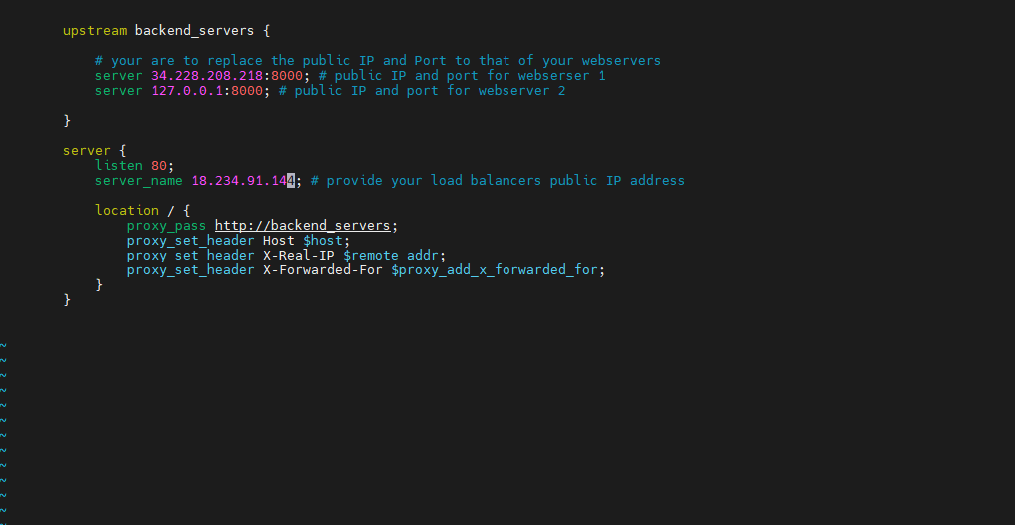 upstream backend_servers {
# your are to replace the public IP and Port to that of your webservers
server 34.228.208.218:8000; # public IP and port for webserser 1
server 127.0.0.1:8000; # public IP and port for webserver 2
}
server {
listen 80;
server_name 18.234.91.144; # provide your load balancers public IP address
location / {
proxy_pass http://backend_servers;
proxy_set_header Host $host;
proxy_set_header X-Real-IP $remote_addr;
proxy_set_header X-Forwarded-For $proxy_add_x_forwarded_for;
}
}
~
~
~
~
~
~
~
~
~
~
~
~
~